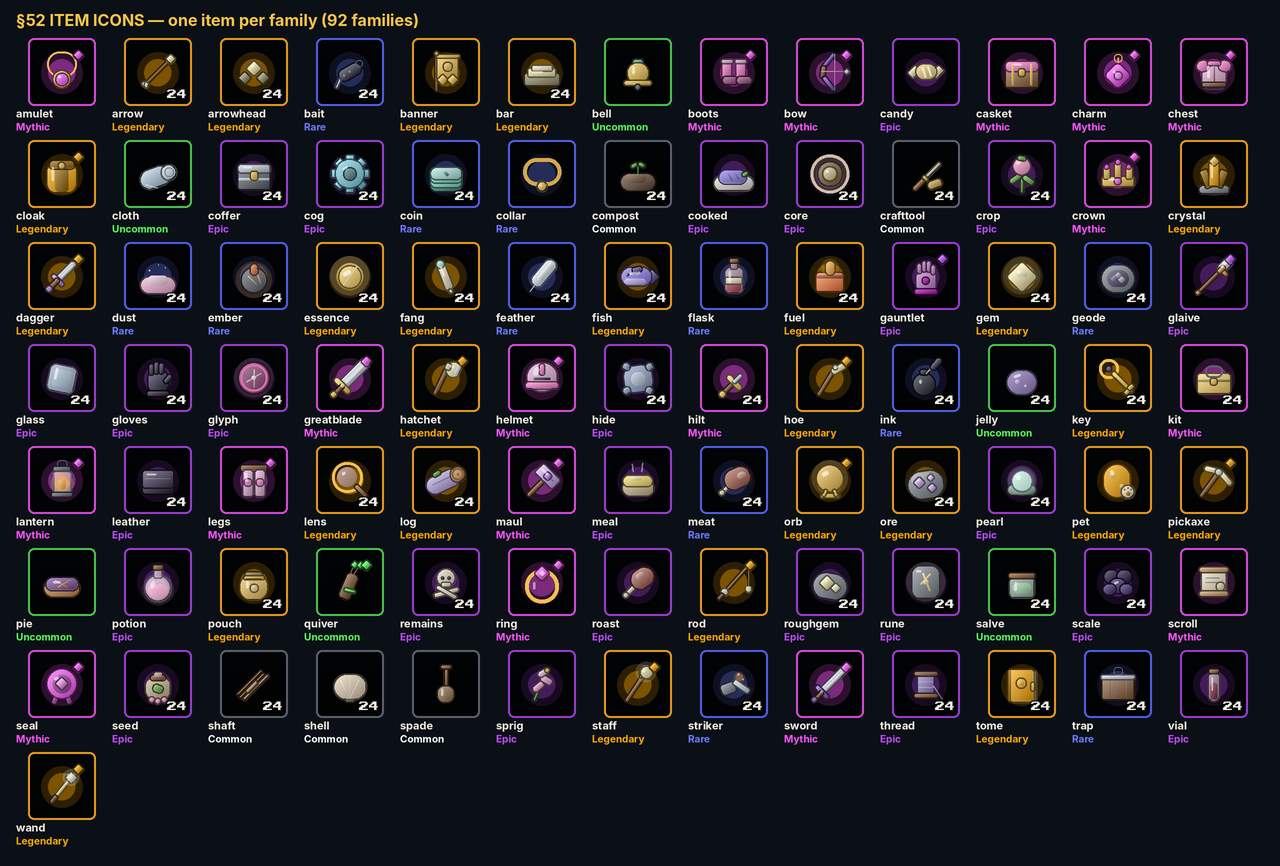 §52 ITEM ICONS — one item per family (92 families)
24 24 24 24 24
amulet arrow arrowhead bait banner bar bell boots bow candy casket charm chest
Mythic Legendary Legendary Rare Legendary Legendary Uncommon Mythic Mythic Epic Mythic Mythic Mythic
24 24 24 24 24 24 24 24 24
cloak cloth coffer cog coin collar compost cooked core crafttool crop crown crystal
Legendary Uncommon Epic Epic Rare Rare Common Epic Epic Common Epic Mythic Legendary
24 24 24 24 24 24 24 24 24
dagger dust ember essence fang feather fish flask fuel gauntlet gem geode glaive
Legendary Rare Rare Legendary Legendary Rare Legendary Rare Legendary Epic Legendary Rare Epic
24 24 24 24 24 24 24 24
glass gloves glyph greatblade hatchet helmet hide hilt hoe ink jelly key kit
Epic Epic Epic Mythic Legendary Mythic Epic Mythic Legendary Rare Uncommon Legendary Mythic
24 24 24 24 24 24
lantern leather legs lens log maul meal meat orb ore pearl pet pickaxe
Mythic Epic Mythic Legendary Legendary Mythic Epic Rare Legendary Legendary Epic Legendary Legendary
24 24 24 24 24 24
pie potion pouch quiver remains ring roast rod roughgem rune salve scale scroll
Uncommon Epic Legendary Uncommon Epic Mythic Epic Legendary Epic Epic Uncommon Epic Mythic
24 24 24 24 24 24 24 24
seal seed shaft shell spade sprig staff striker sword thread tome trap vial
Mythic Epic Common Common Common Epic Legendary Rare Mythic Epic Legendary Rare Epic
wand
Legendary